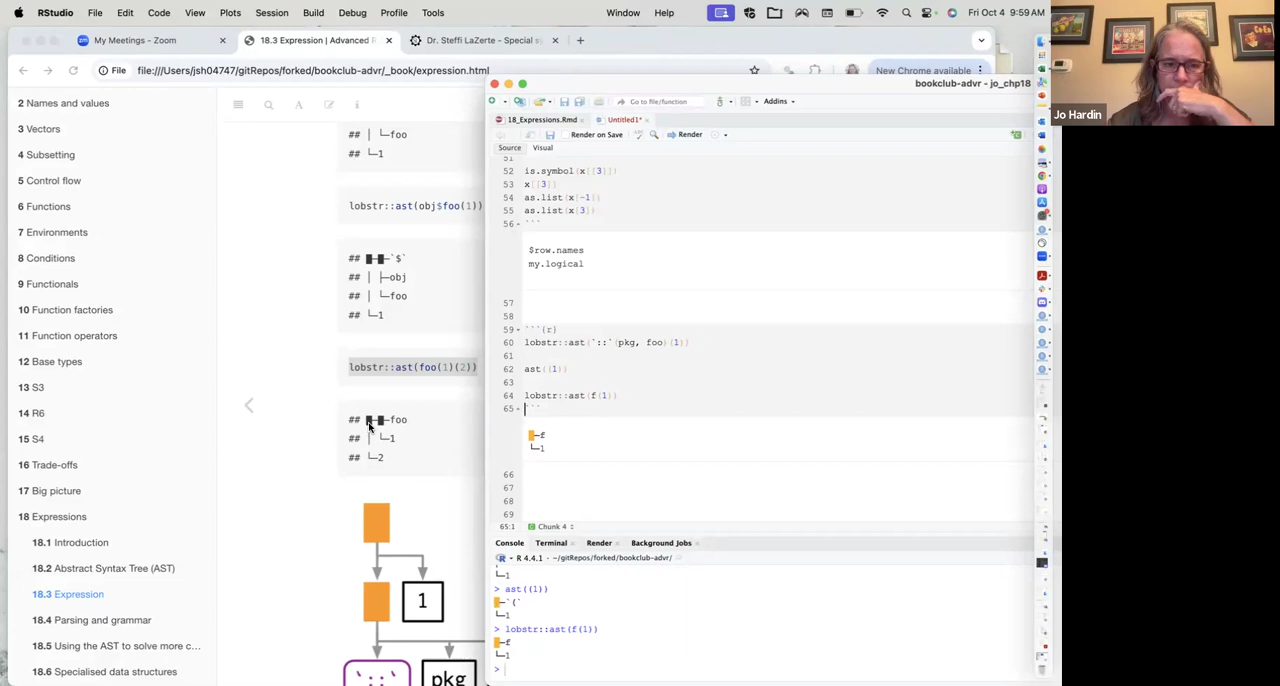 RStudio File Edit Code View Plots Session Build Debug Profile Tools Window Help Fri Oct 4 9:59 AM
My Meetings - Zoom
18.3 Expression | Advanced R
Dr. Steffi LaZerte - Special s
File file:///Users/jsh04747/gitRepos/forked/bookclub-advr/_book/expression.html
New Chrome available
2 Names and values
3 Vectors
4 Subsetting
5 Control flow
6 Functions
7 Environments
8 Conditions
9 Functionals
10 Function factories
11 Function operators
12 Base types
13 S3
14 R6
15 S4
16 Trade-offs
17 Big picture
18 Expressions
18.1 Introduction
18.2 Abstract Syntax Tree (AST)
18.3 Expression
18.4 Parsing and grammar
18.5 Using the AST to solve more c...
18.6 Specialised data structures
## │ └─foo
## └─1
lobstr::ast(obj$foo(1))
## █─█─`$`
## │ ├─obj
## │ └─foo
## └─1
lobstr::ast(foo(1)(2))
## █─█─foo
## │ └─1
## └─2
1
`::`
pkg
bookclub-advr - jo_chp18
Go to file/function
Addins
18_Expressions.Rmd
Untitled1*
Render on Save
Render
Source Visual
51
52 is.symbol(x[[3]])
53 x[[3]]
54 as.list(x[-1])
55 as.list(x[3])
56 ```
$row.names
my.logical
57
58
59 ```{r}
60 lobstr::ast(`::`(pkg, foo)(1))
61
62 ast((1))
63
64 lobstr::ast(f(1))
65 ```
█─f
└─1
66
67
68
69
65:1 Chunk 4
Console Terminal Render Background Jobs
R 4.4.1 · ~/gitRepos/forked/bookclub-advr/
└─1
> ast((1))
█─`(`
└─1
> lobstr::ast(f(1))
█─f
└─1
>
Jo Hardin